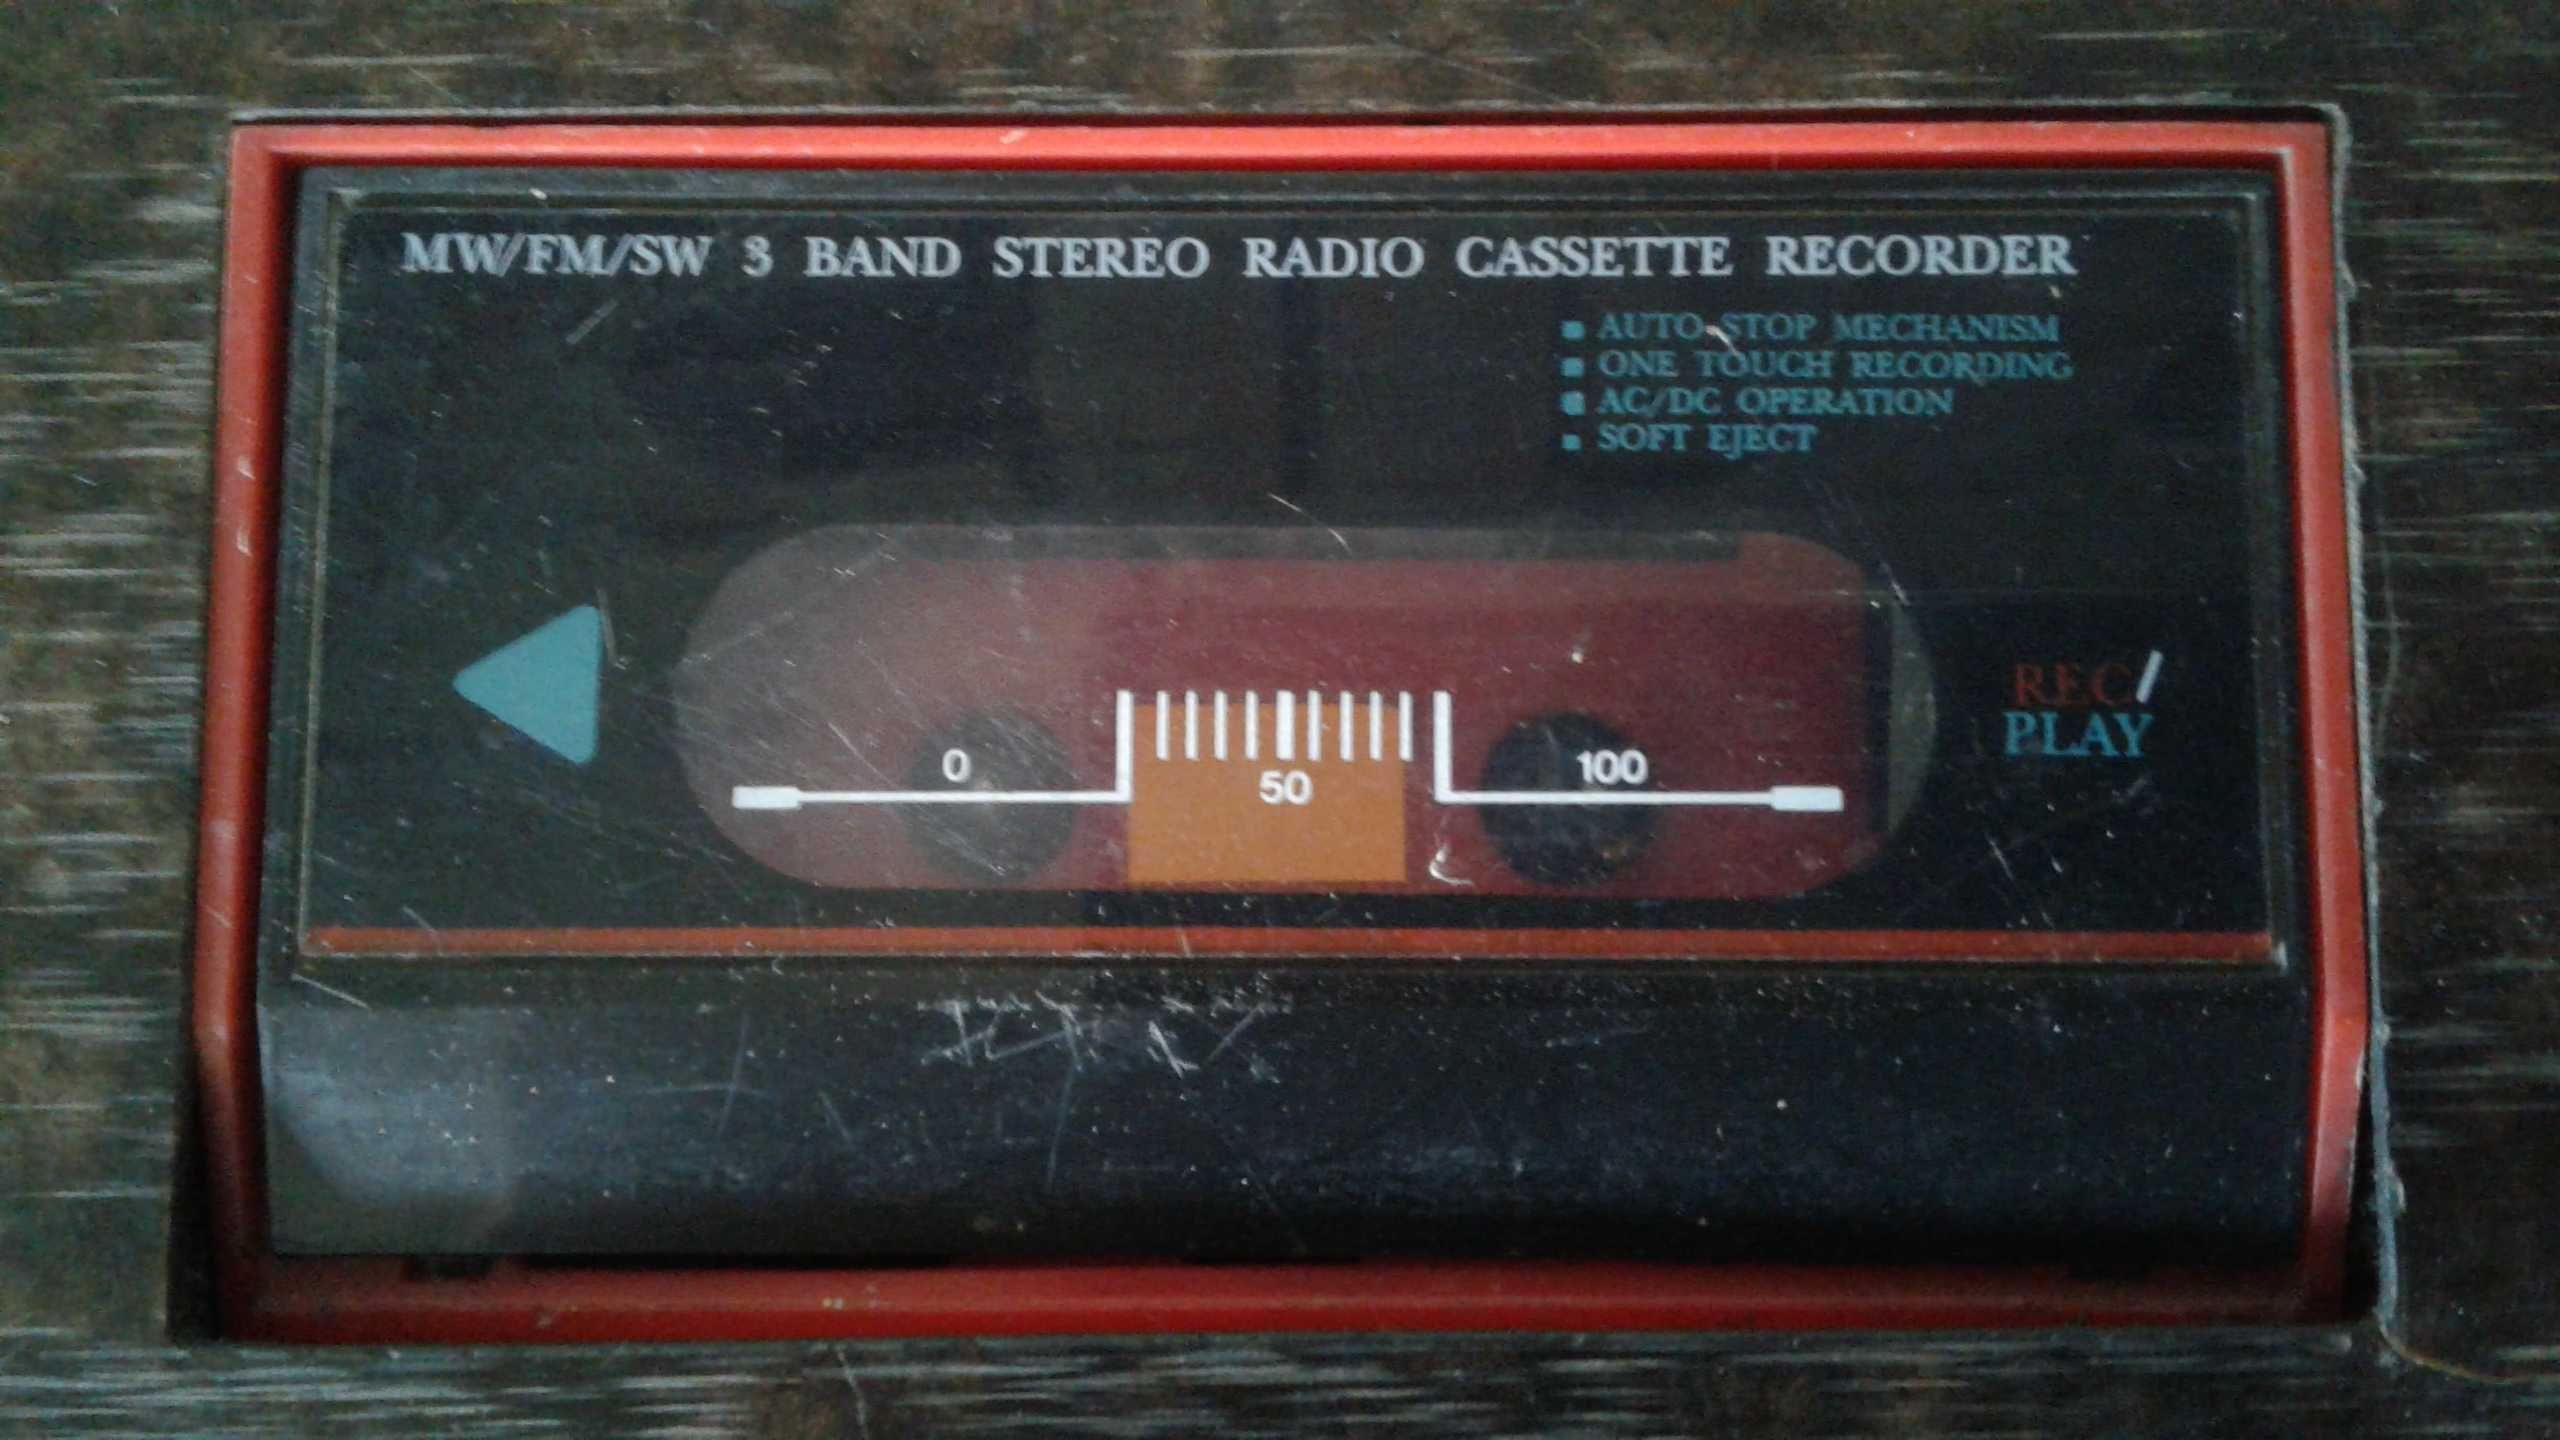 MW/FM/SW 3 BAND STEREO RADIO CASSETTE RECORDER
AUTO STOP MECHANISM
ONE TOUCH RECORDING
AC/DC OPERATION
SOFT EJECT
REC/
PLAY
0
50
100